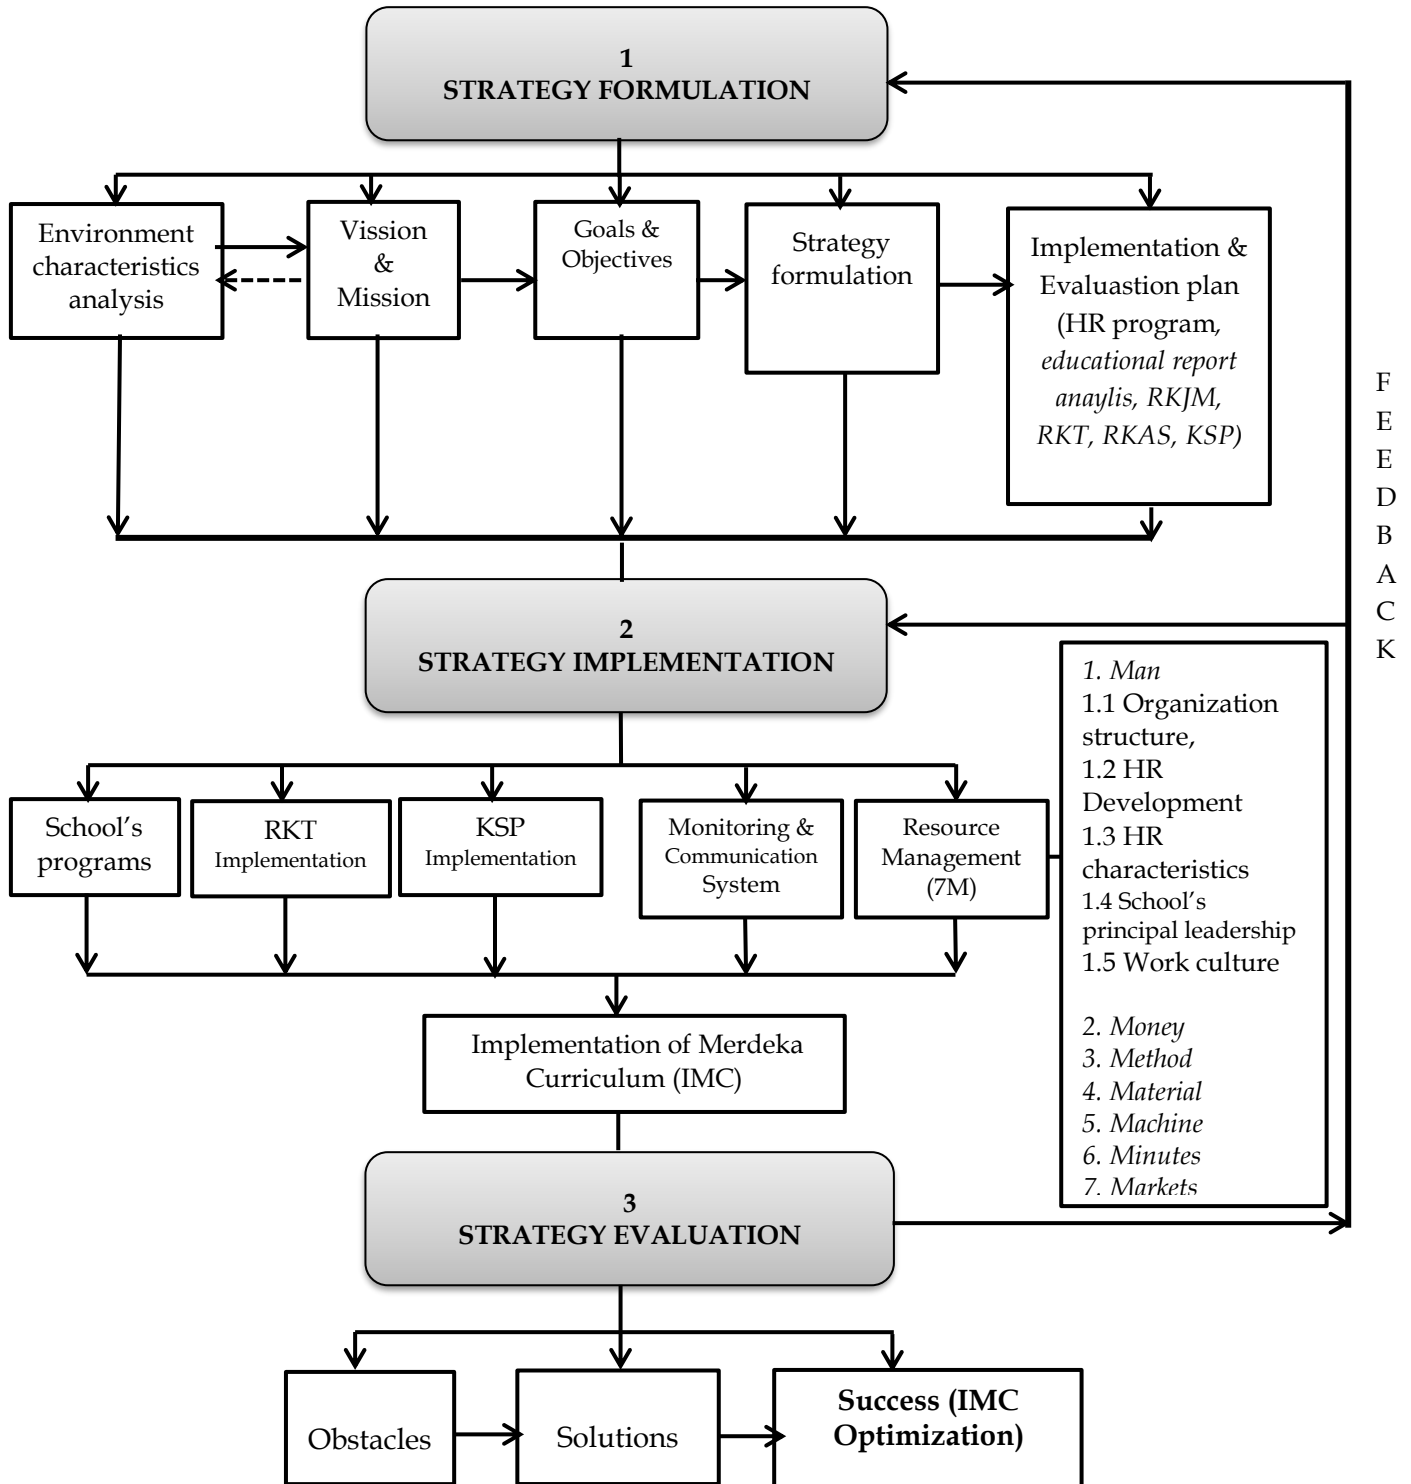 1
STRATEGY FORMULATION
Environment
characteristics
analysis
Vission
&
Mission
Goals &
Objectives
Strategy
formulation
Implementation &
Evaluastion plan
(HR program,
educational report
anaylis, RKJM,
RKT, RKAS, KSP)
F
E
E
D
B
A
C
K
2
STRATEGY IMPLEMENTATION
School's
programs
RKT
Implementation
KSP
Implementation
Monitoring &
Communication
System
Resource
Management
(7M)
1. Man
1.1 Organization
structure,
1.2 HR
Development
1.3 HR
characteristics
1.4 School's
principal leadership
1.5 Work culture
2. Money
3. Method
4. Material
5. Machine
6. Minutes
7. Markets
Implementation of Merdeka
Curriculum (IMC)
3
STRATEGY EVALUATION
Obstacles
Solutions
Success (IMC
Optimization)